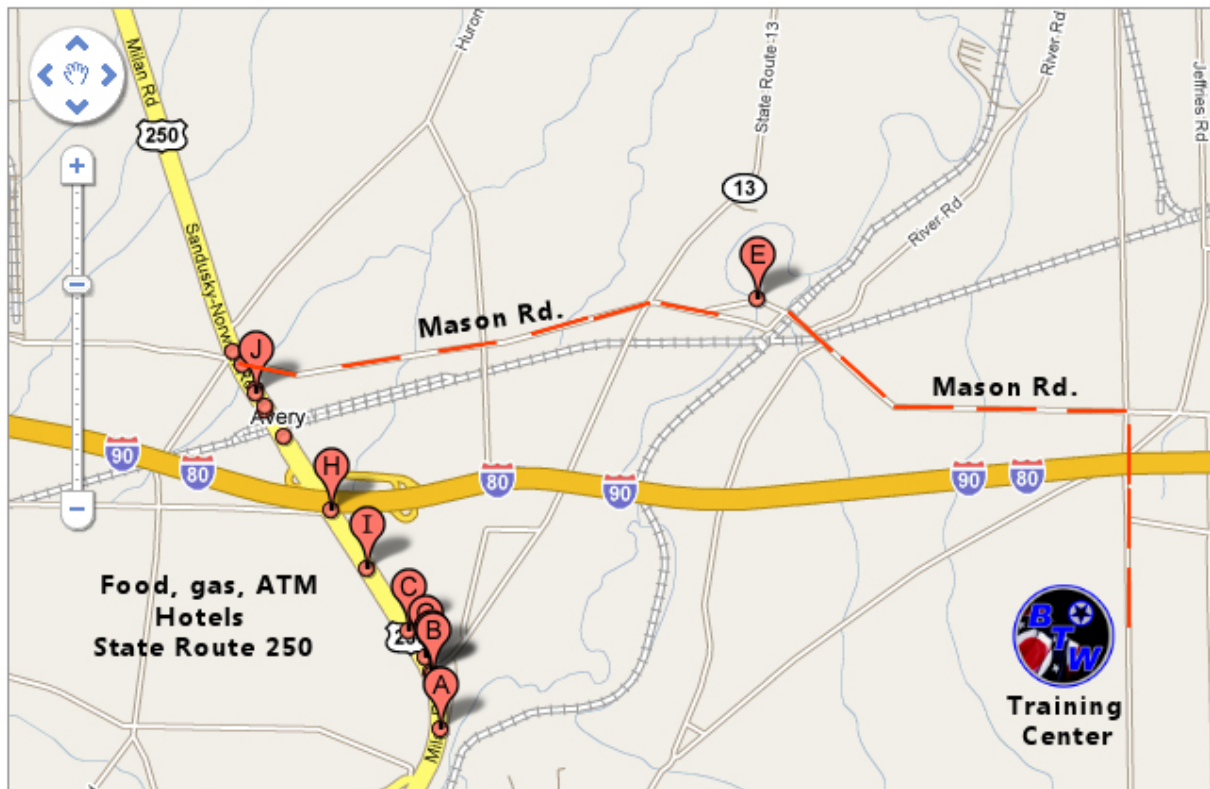 Milan Rd
250
Huron
State Route 13
River Rd
Jeffries Rd
13
River Rd
E
Sandusky-Norw
Mason Rd.
J
Mason Rd.
Avery
90
80
H
80
90
90
80
I
Food, gas, ATM
Hotels
State Route 250
C
B
A
BTW
Training
Center